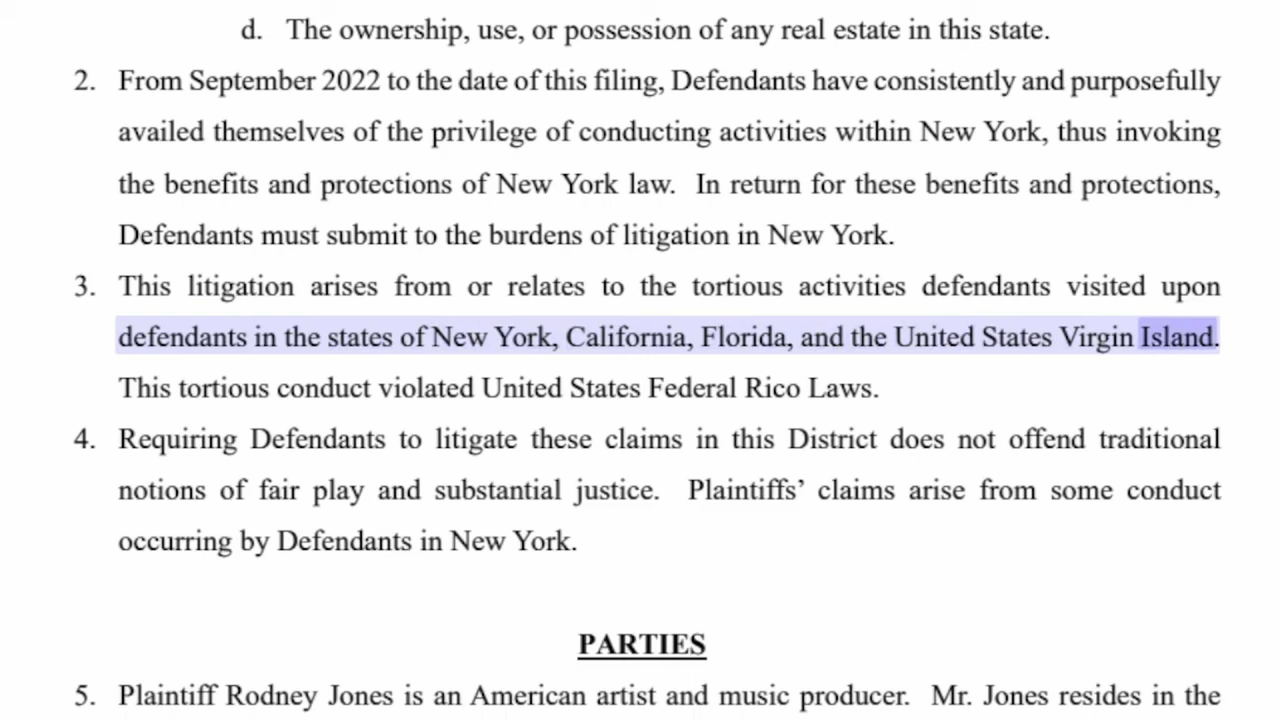 d. The ownership, use, or possession of any real estate in this state.
2. From September 2022 to the date of this filing, Defendants have consistently and purposefully
availed themselves of the privilege of conducting activities within New York, thus invoking
the benefits and protections of New York law. In return for these benefits and protections,
Defendants must submit to the burdens of litigation in New York.
3. This litigation arises from or relates to the tortious activities defendants visited upon
defendants in the states of New York, California, Florida, and the United States Virgin Island.
This tortious conduct violated United States Federal Rico Laws.
4. Requiring Defendants to litigate these claims in this District does not offend traditional
notions of fair play and substantial justice. Plaintiffs’ claims arise from some conduct
occurring by Defendants in New York.
PARTIES
5. Plaintiff Rodney Jones is an American artist and music producer. Mr. Jones resides in the